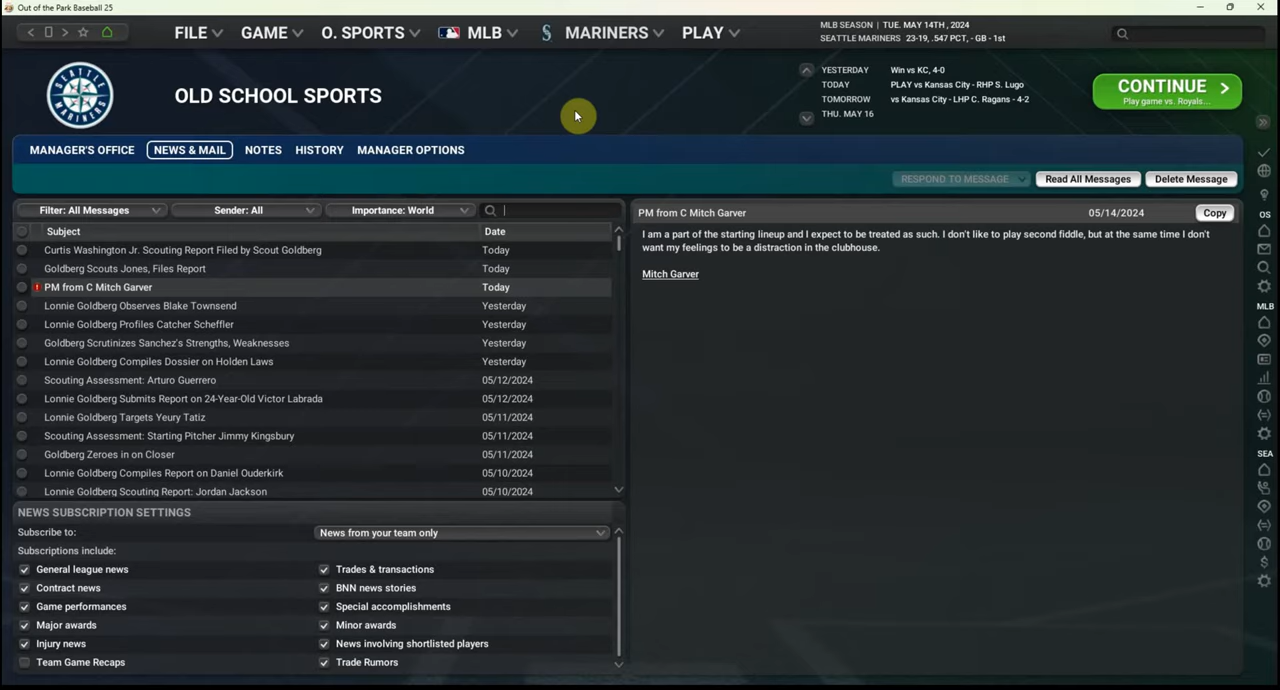 Out of the Park Baseball 25
FILE GAME O. SPORTS MLB MARINERS PLAY
MLB SEASON | TUE. MAY 14TH , 2024
SEATTLE MARINERS 23-19, .547 PCT, - GB - 1st
OLD SCHOOL SPORTS
YESTERDAY Win vs KC, 4-0
TODAY PLAY vs Kansas City - RHP S. Lugo
TOMORROW vs Kansas City - LHP C. Ragans - 4-2
THU. MAY 16
CONTINUE
Play game vs. Royals...
MANAGER'S OFFICE NEWS & MAIL NOTES HISTORY MANAGER OPTIONS
RESPOND TO MESSAGE Read All Messages Delete Message
Filter: All Messages Sender: All Importance: World
Subject Date
Curtis Washington Jr. Scouting Report Filed by Scout Goldberg Today
Goldberg Scouts Jones, Files Report Today
PM from C Mitch Garver Today
Lonnie Goldberg Observes Blake Townsend Yesterday
Lonnie Goldberg Profiles Catcher Scheffler Yesterday
Goldberg Scrutinizes Sanchez's Strengths, Weaknesses Yesterday
Lonnie Goldberg Compiles Dossier on Holden Laws Yesterday
Scouting Assessment: Arturo Guerrero 05/12/2024
Lonnie Goldberg Submits Report on 24-Year-Old Victor Labrada 05/12/2024
Lonnie Goldberg Targets Yeury Tatiz 05/11/2024
Scouting Assessment: Starting Pitcher Jimmy Kingsbury 05/11/2024
Goldberg Zeroes in on Closer 05/11/2024
Lonnie Goldberg Compiles Report on Daniel Ouderkirk 05/10/2024
Lonnie Goldberg Scouting Report: Jordan Jackson 05/10/2024
PM from C Mitch Garver 05/14/2024 Copy
I am a part of the starting lineup and I expect to be treated as such. I don't like to play second fiddle, but at the same time I don't
want my feelings to be a distraction in the clubhouse.
Mitch Garver
NEWS SUBSCRIPTION SETTINGS
Subscribe to: News from your team only
Subscriptions include:
General league news Trades & transactions
Contract news BNN news stories
Game performances Special accomplishments
Major awards Minor awards
Injury news News involving shortlisted players
Team Game Recaps Trade Rumors
OS
MLB
SEA